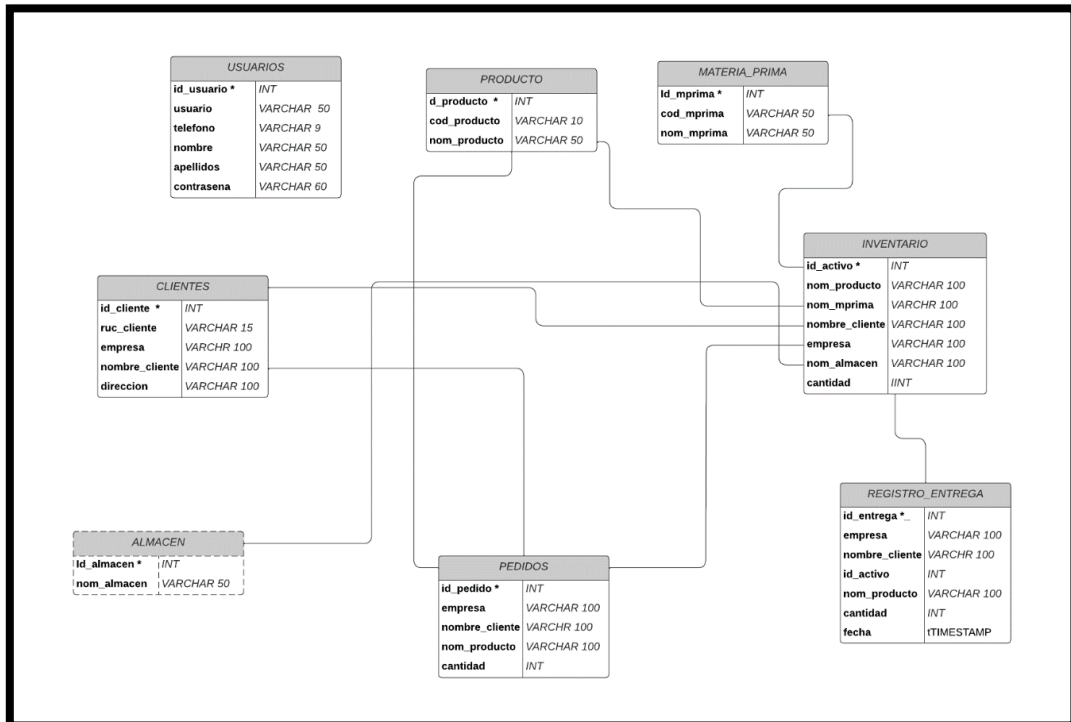 USUARIOS
id_usuario * INT
usuario VARCHAR 50
telefono VARCHAR 9
nombre VARCHAR 50
apellidos VARCHAR 50
contrasena VARCHAR 60
PRODUCTO
d_producto * INT
cod_producto VARCHAR 10
nom_producto VARCHAR 50
MATERIA_PRIMA
Id_mprima * INT
cod_mprima VARCHAR 50
nom_mprima VARCHAR 50
INVENTARIO
id_activo * INT
nom_producto VARCHAR 100
nom_mprima VARCHR 100
nombre_cliente VARCHAR 100
empresa VARCHAR 100
nom_almacen VARCHAR 100
cantidad IINT
CLIENTES
id_cliente * INT
ruc_cliente VARCHAR 15
empresa VARCHR 100
nombre_cliente VARCHAR 100
direccion VARCHAR 100
ALMACEN
Id_almacen * INT
nom_almacen VARCHAR 50
PEDIDOS
id_pedido * INT
empresa VARCHAR 100
nombre_cliente VARCHR 100
nom_producto VARCHAR 100
cantidad INT
REGISTRO_ENTREGA
id_entrega *_ INT
empresa VARCHAR 100
nombre_cliente VARCHR 100
id_activo INT
nom_producto VARCHAR 100
cantidad INT
fecha tTIMESTAMP